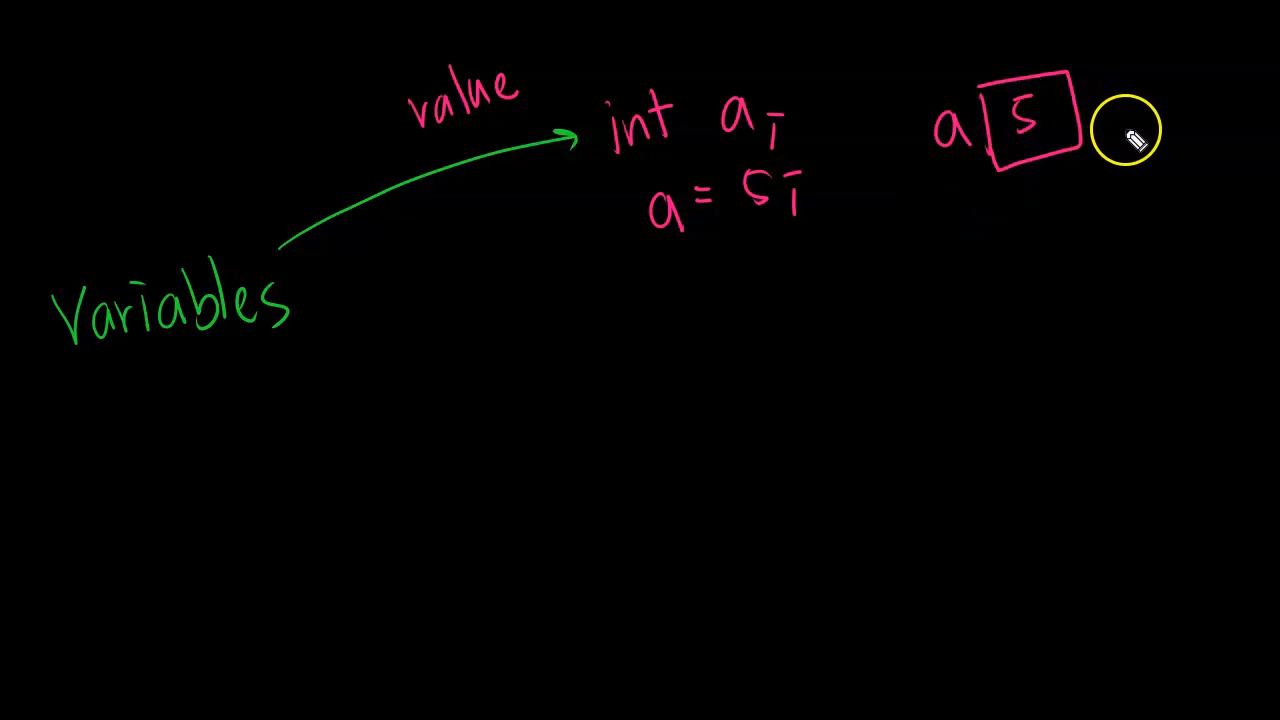 value
int a;
a = 5;
a 5
Variables